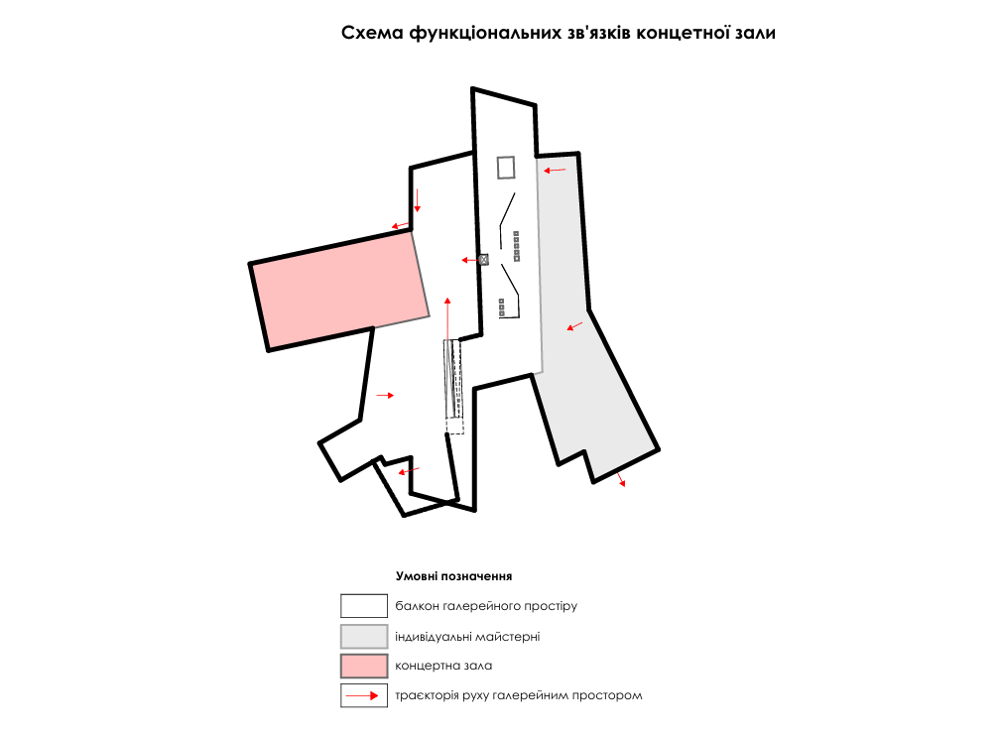 Схема функціональних зв'язків концетної зали
Умовні позначення
балкон галерейного простіру
індивідуальні майстерні
концертна зала
траєкторія руху галерейним простором